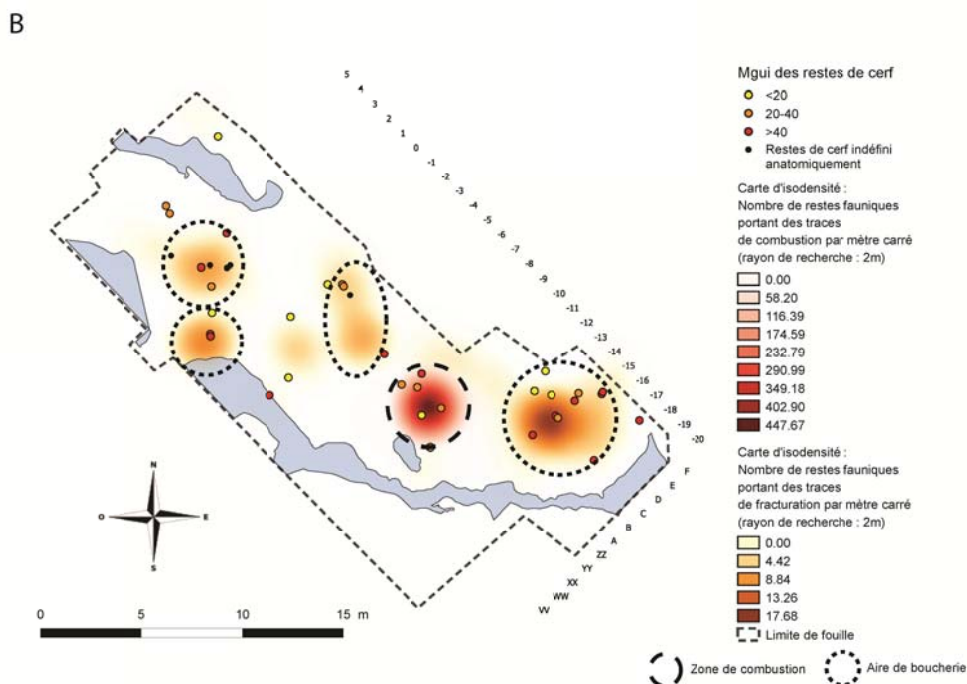 B
5
4
3
2
1
0
-1
-2
-3
-4
-5
-6
-7
-8
-9
-10
-11
-12
-13
-14
-15
-16
-17
-18
-19
-20
F
E
D
C
B
A
ZZ
YY
XX
WW
VV
N
O
E
S
0 5 10 15 m
Mgui des restes de cerf
<20
20-40
>40
Restes de cerf indéfini
anatomiquement
Carte d'isodensité :
Nombre de restes fauniques
portant des traces
de combustion par mètre carré
(rayon de recherche : 2m)
0.00
58.20
116.39
174.59
232.79
290.99
349.18
402.90
447.67
Carte d'isodensité :
Nombre de restes fauniques
portant des traces
de fracturation par mètre carré
(rayon de recherche : 2m)
0.00
4.42
8.84
13.26
17.68
Limite de fouille
Zone de combustion
Aire de boucherie